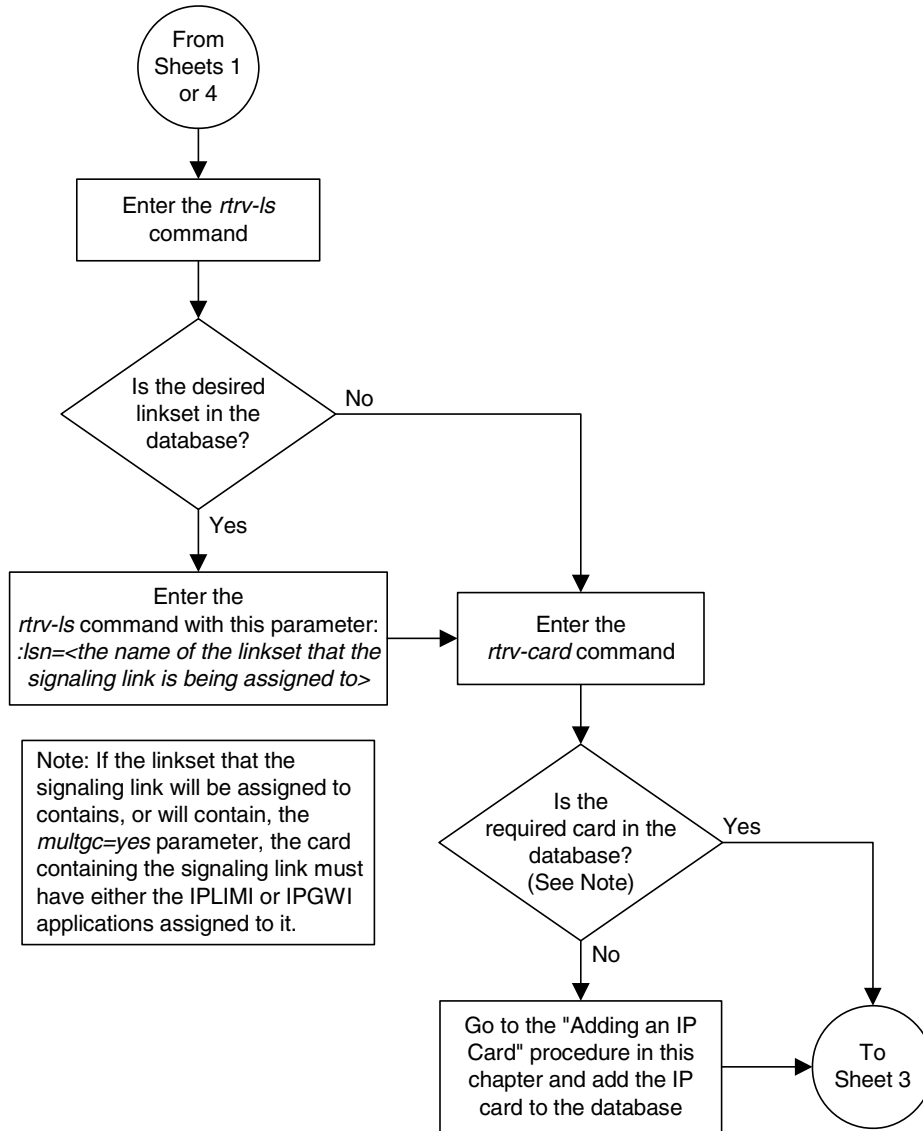 From
Sheets 1
or 4
Enter the rtrv-ls
command
Is the desired
linkset in the
database?
No
Yes
Enter the
rtrv-ls command with this parameter:
:lsn=<the name of the linkset that the
signaling link is being assigned to>
Enter the
rtrv-card command
Note: If the linkset that the
signaling link will be assigned to
contains, or will contain, the
multgc=yes parameter, the card
containing the signaling link must
have either the IPLIMI or IPGWI
applications assigned to it.
Is the
required card in the
database?
(See Note)
Yes
No
Go to the "Adding an IP
Card" procedure in this
chapter and add the IP
card to the database
To
Sheet 3